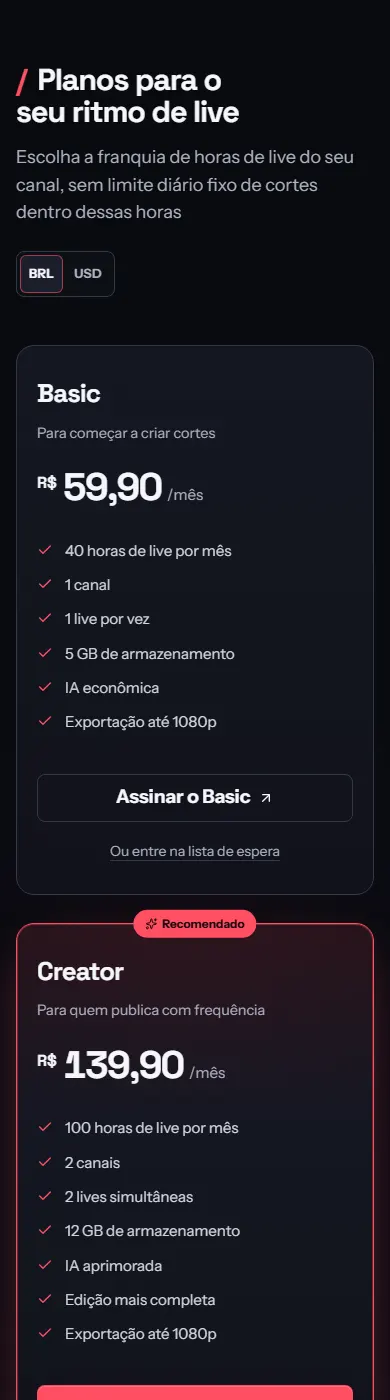 / Planos para o
seu ritmo de live
Escolha a franquia de horas de live do seu
canal, sem limite diário fixo de cortes
dentro dessas horas
BRL USD
Basic
Para começar a criar cortes
R$ 59,90 /mês
40 horas de live por mês
1 canal
1 live por vez
5 GB de armazenamento
IA econômica
Exportação até 1080p
Assinar o Basic
Ou entre na lista de espera
Recomendado
Creator
Para quem publica com frequência
R$ 139,90 /mês
100 horas de live por mês
2 canais
2 lives simultâneas
12 GB de armazenamento
IA aprimorada
Edição mais completa
Exportação até 1080p